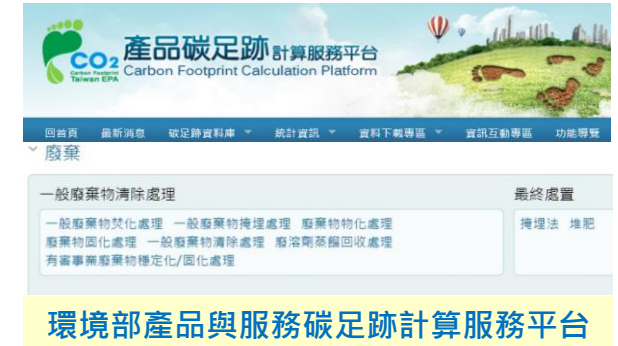 CO2
Carbon Footprint
Taiwan EPA
產品碳足跡計算服務平台
Carbon Footprint Calculation Platform
回首頁 最新消息 碳足跡資料庫 統計資訊 資料下載專區 資訊互動專區 功能導覽
廢棄
一般廢棄物清除處理
一般廢棄物焚化處理 一般廢棄物掩埋處理 廢棄物物化處理
廢棄物固化處理 一般廢棄物清除處理 廢溶劑蒸餾回收處理
有害事業廢棄物穩定化/固化處理
最終處置
掩埋法 堆肥
環境部產品與服務碳足跡計算服務平台